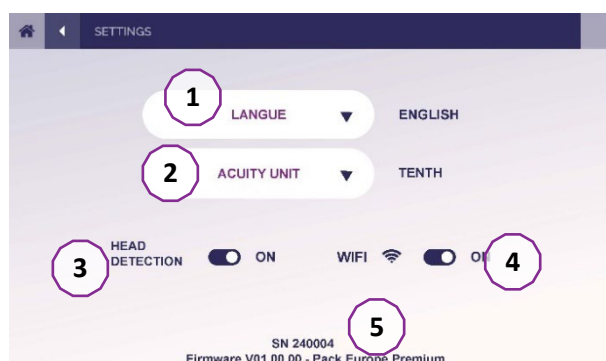 SETTINGS
1
LANGUE ▼ ENGLISH
2
ACUITY UNIT ▼ TENTH
HEAD
DETECTION ON WIFI
3
4
5
SN 240004
Firmware V01.00.00 - Pack Europe Premium